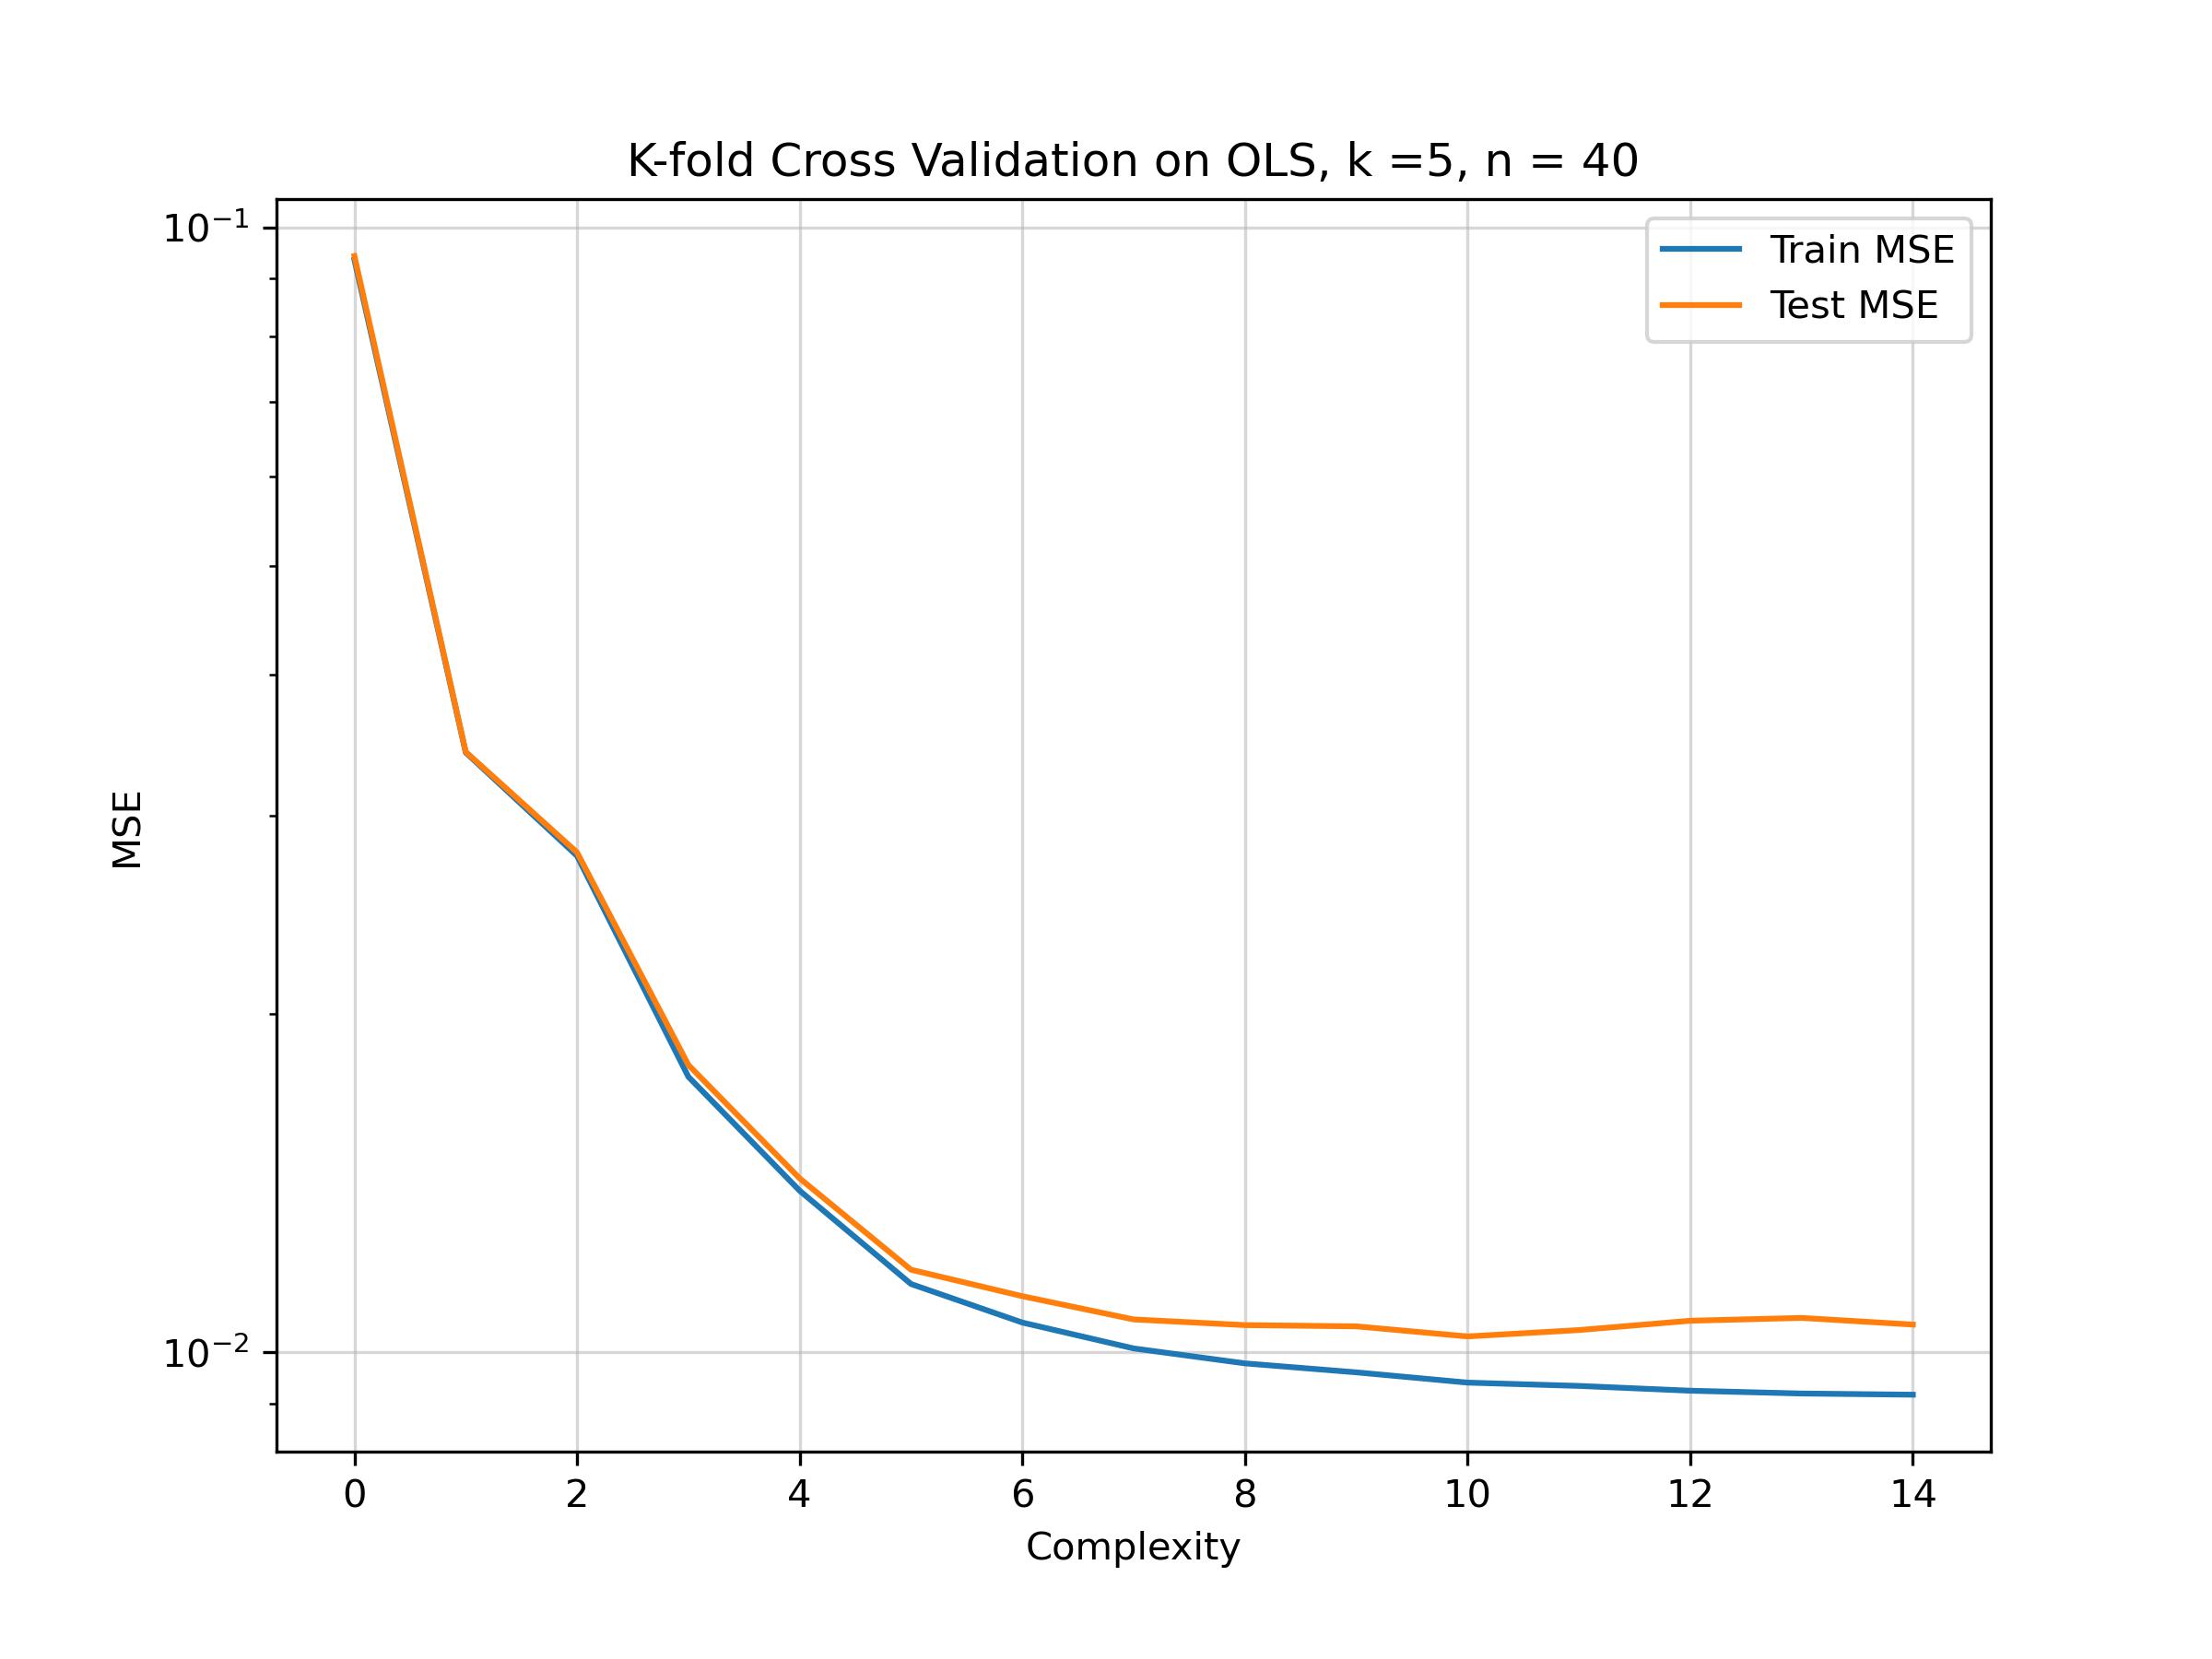 K-fold Cross Validation on OLS, k =5, n = 40
10⁻¹
Train MSE
Test MSE
MSE
10⁻²
0 2 4 6 8 10 12 14
Complexity